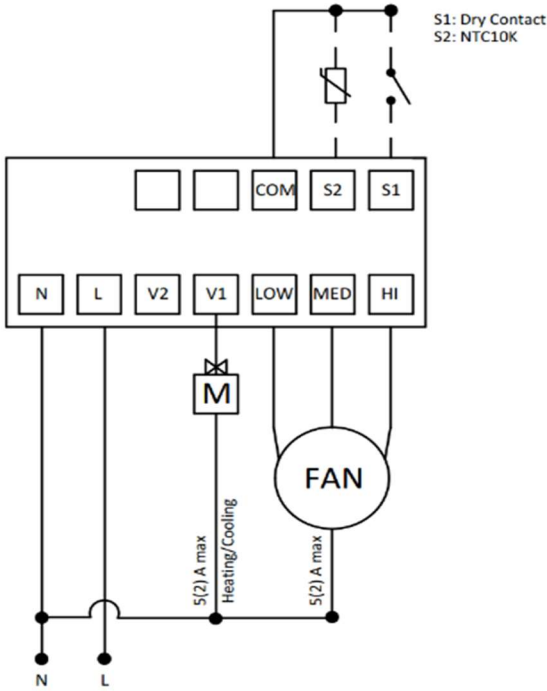 S1: Dry Contact
S2: NTC10K
COM S2 S1
N L V2 V1 LOW MED HI
M
FAN
5(2) A max
Heating/Cooling
5(2) A max
N L